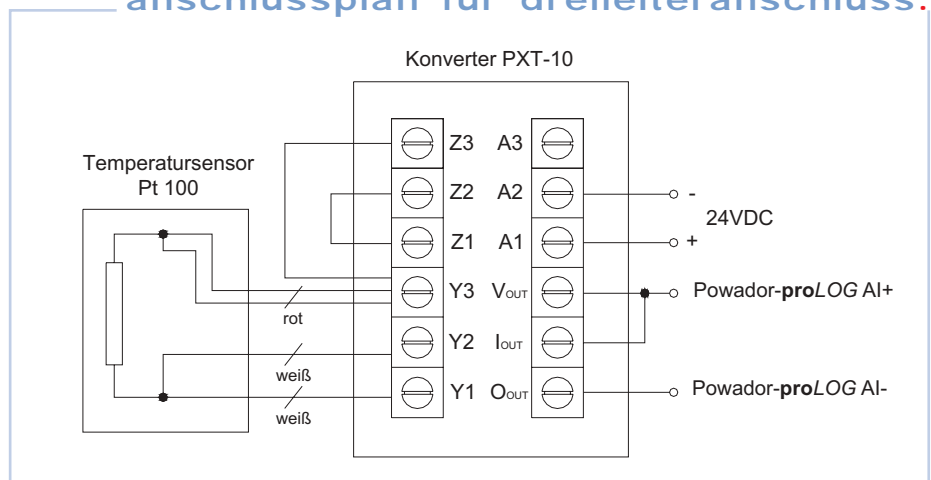 anschlussplan für dreileiteranschluss.
Konverter PXT-10
Temperatursensor
Pt 100
Z3 A3
Z2 A2
-
24VDC
Z1 A1
+
Y3 VOUT
Powador-proLOG AI+
rot
Y2 IOUT
weiß
Y1 OOUT
Powador-proLOG AI-
weiß